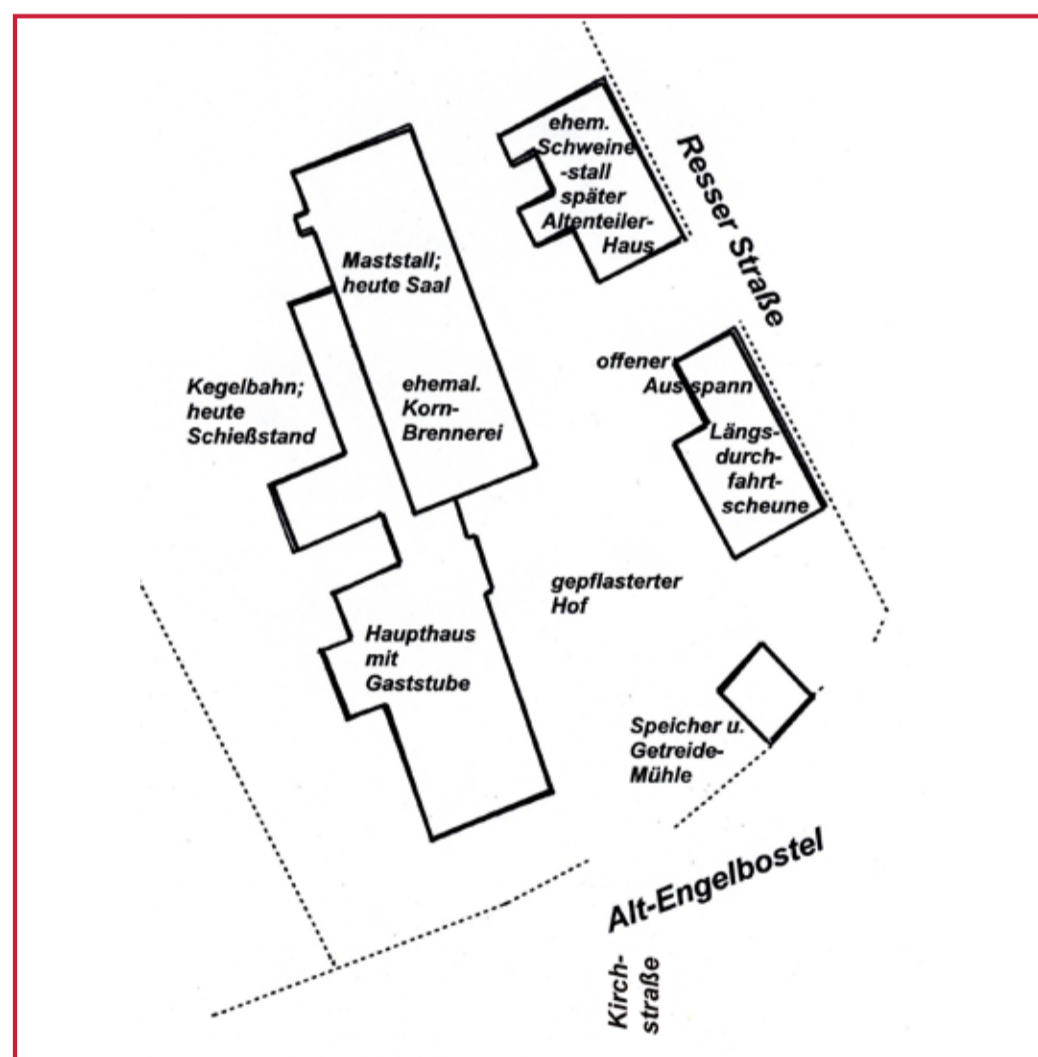 ehem.
Schweine
-stall
später
Altenteiler-
Haus
Resser Straße
Maststall;
heute Saal
offener
Ausspann
Kegelbahn;
heute
Schießstand
ehemal.
Korn-
Brennerei
Längs-
durch-
fahrt-
scheune
gepflasterter
Hof
Haupthaus
mit
Gaststube
Speicher u.
Getreide-
Mühle
Alt-Engelbostel
Kirch-
straße